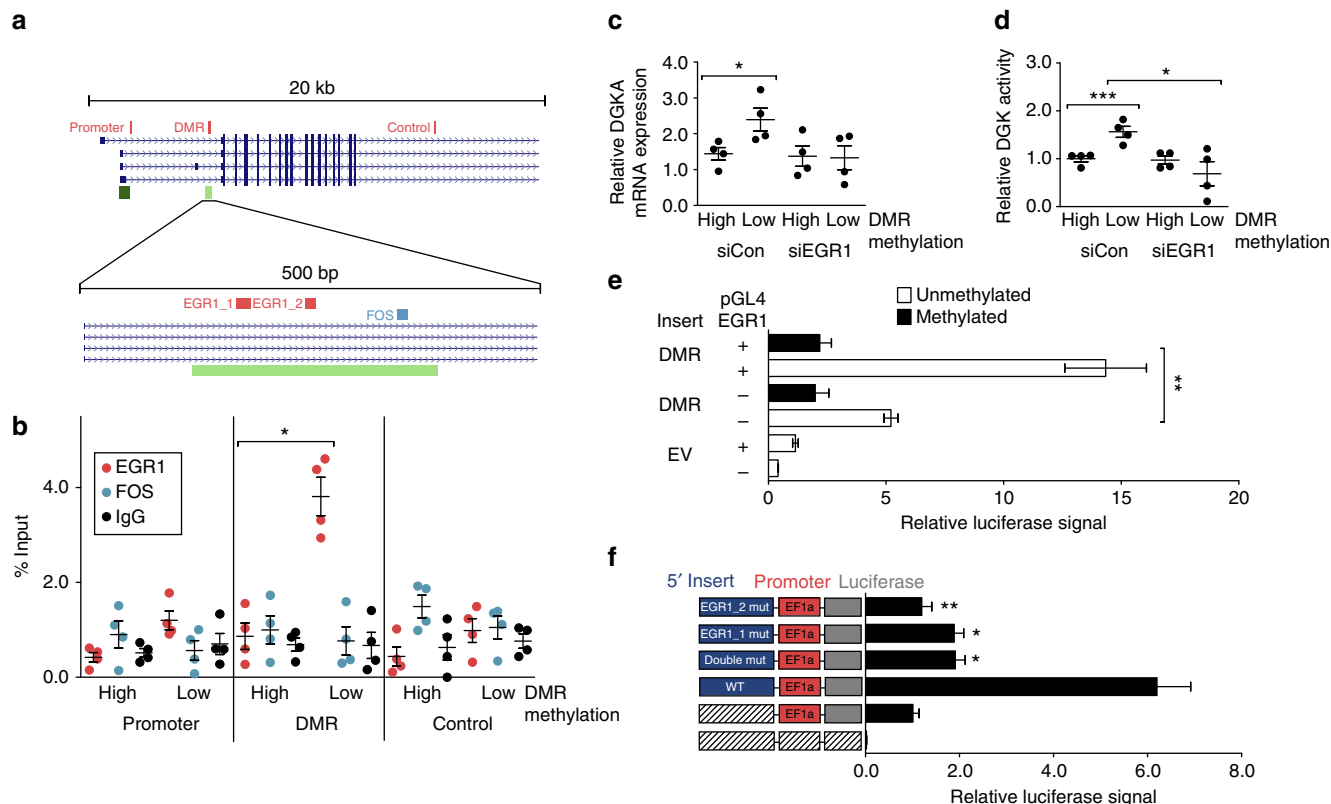 a
20 kb
Promoter
DMR
Control
500 bp
EGR1_1
EGR1_2
FOS
b
% Input
4.0
2.0
0.0
EGR1
FOS
IgG
*
High
Low
High
Low
High
Low
DMR
methylation
Promoter
DMR
Control
c
Relative DGKA
mRNA expression
4.0
3.0
2.0
1.0
0.0
*
High
Low
High
Low
DMR
methylation
siCon
siEGR1
d
Relative DGK activity
3.0
2.0
1.0
0.0
***
*
High
Low
High
Low
DMR
methylation
siCon
siEGR1
e
pGL4
Insert
EGR1
Unmethylated
Methylated
DMR
+
+
DMR
−
−
EV
+
−
**
0
5
10
15
20
Relative luciferase signal
f
5′ Insert
Promoter
Luciferase
EGR1_2 mut
EF1a
**
EGR1_1 mut
EF1a
*
Double mut
EF1a
*
WT
EF1a
EF1a
0.0
2.0
4.0
6.0
8.0
Relative luciferase signal